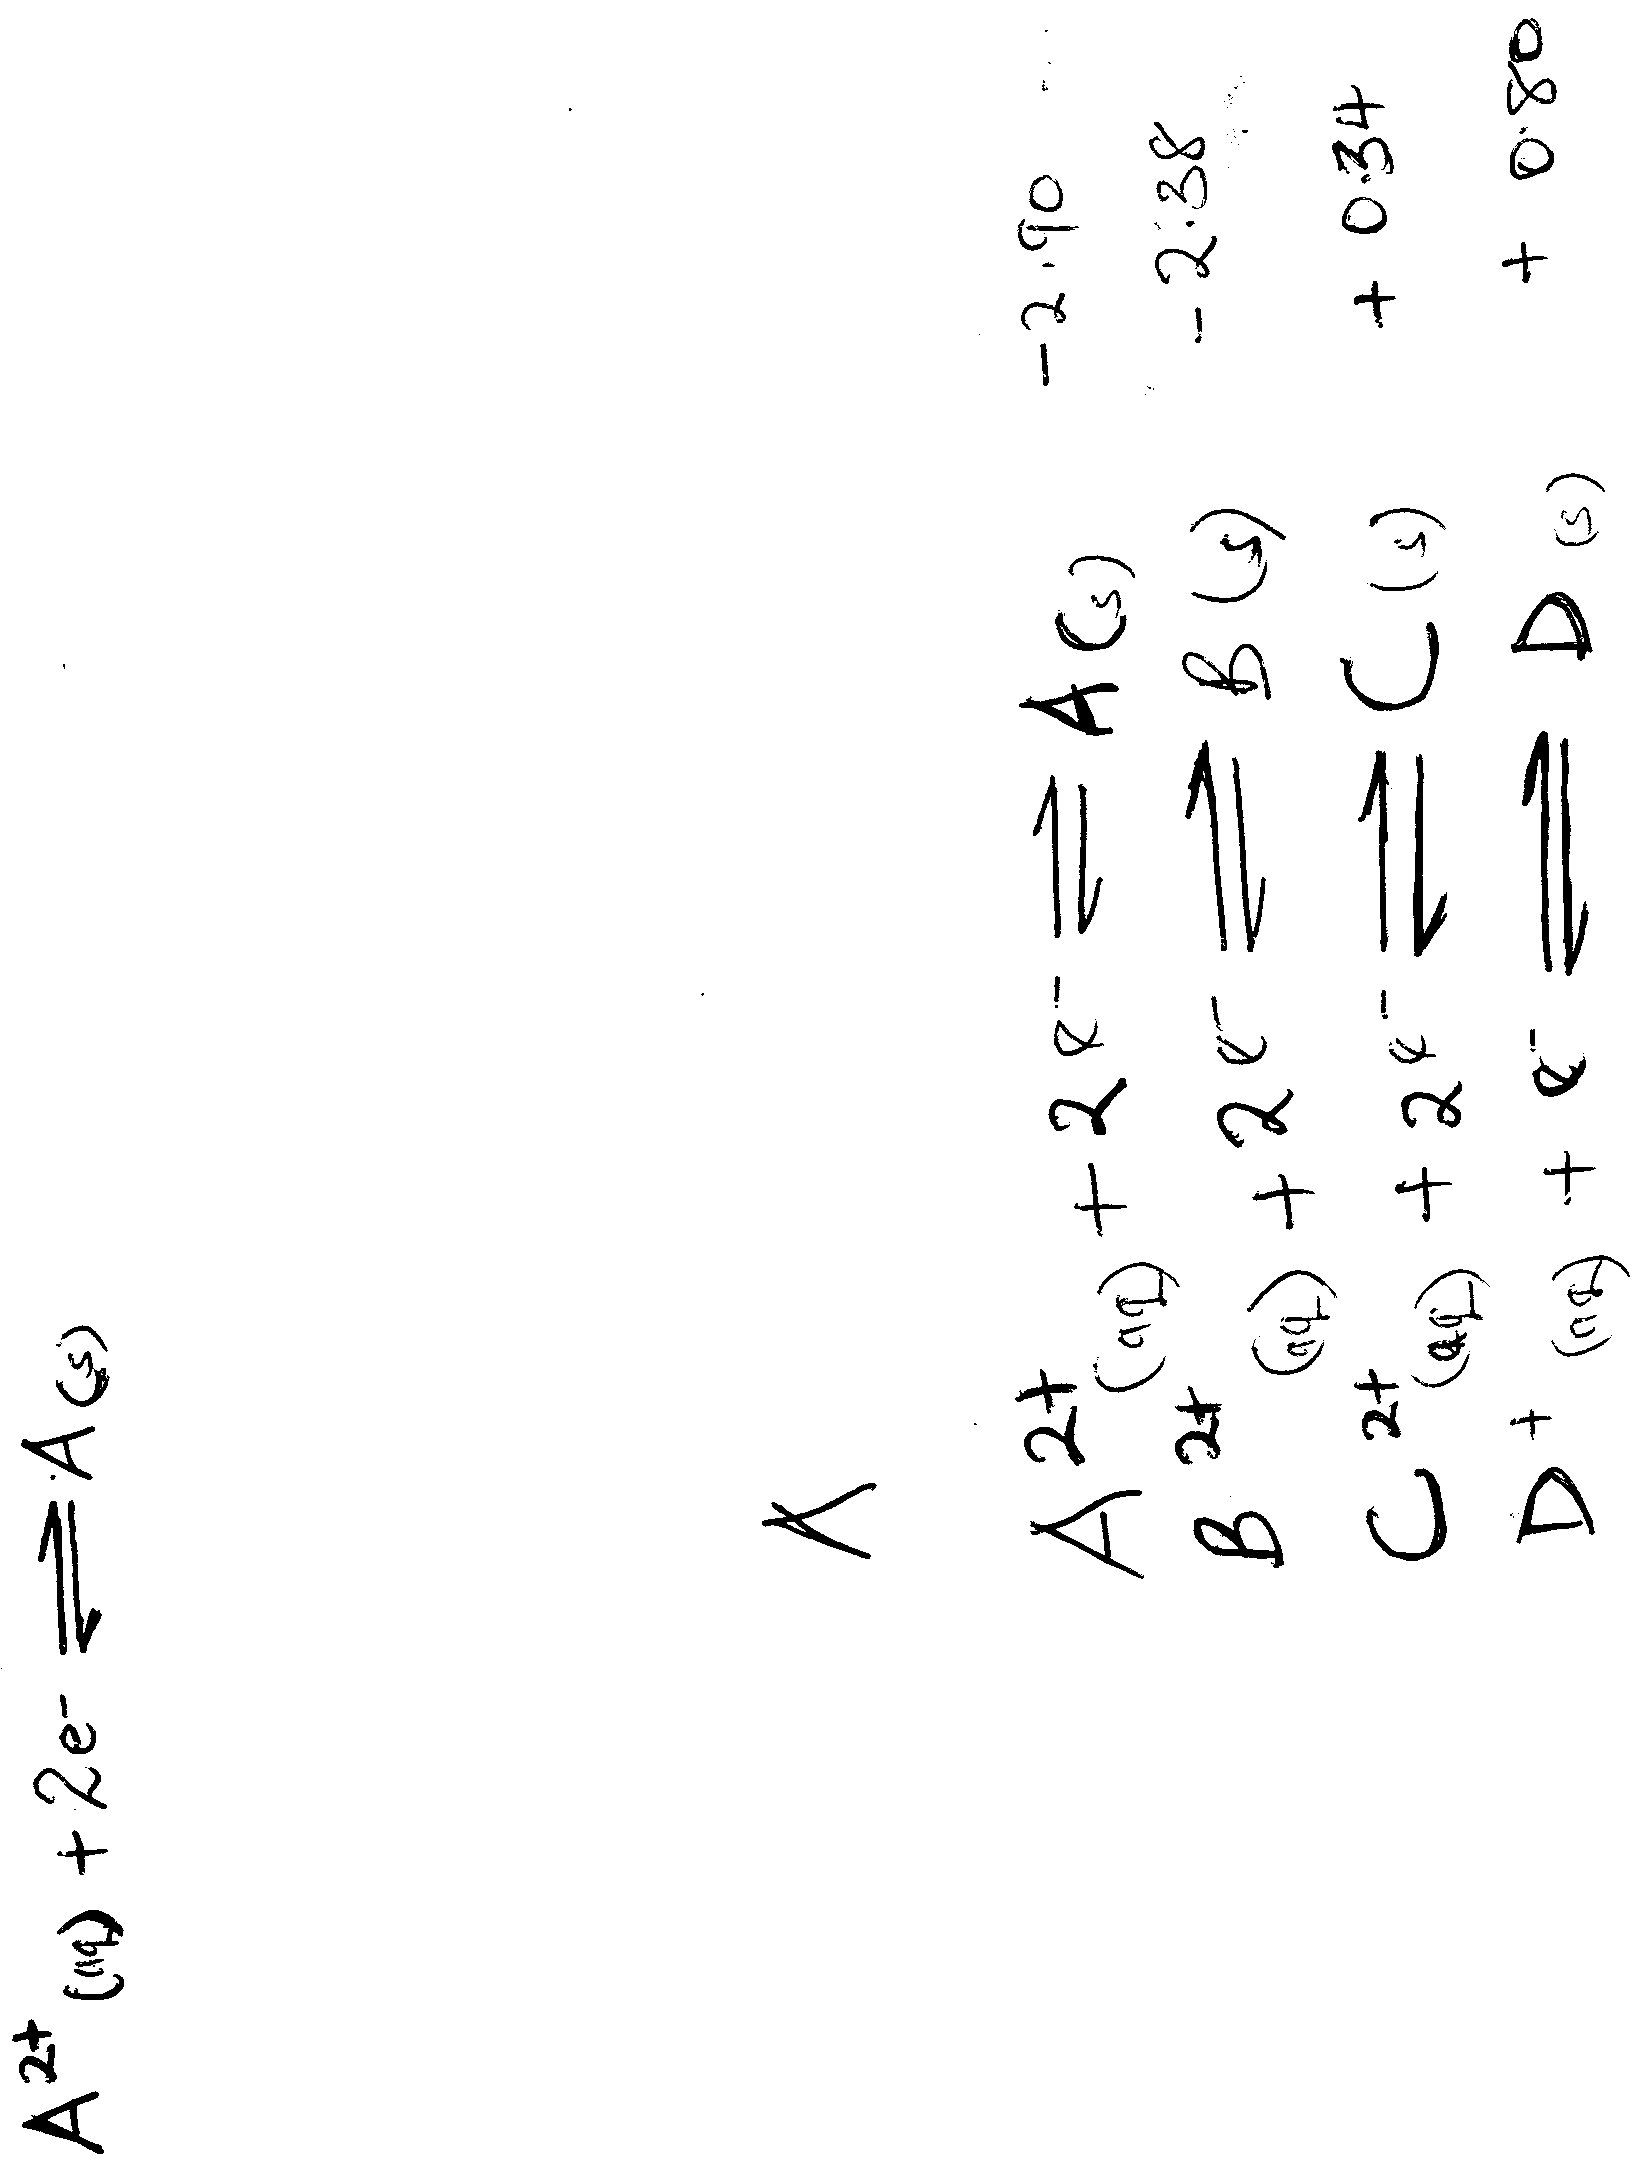 A²⁺(aq) + 2e⁻ ⇌ A(s)
A
A²⁺(aq) + 2e⁻ ⇌ A(s) -2.90
B²⁺(aq) + 2e⁻ ⇌ B(s) -2.38
C²⁺(aq) + 2e⁻ ⇌ C(s) +0.34
D⁺(aq) + e⁻ ⇌ D(s) +0.80